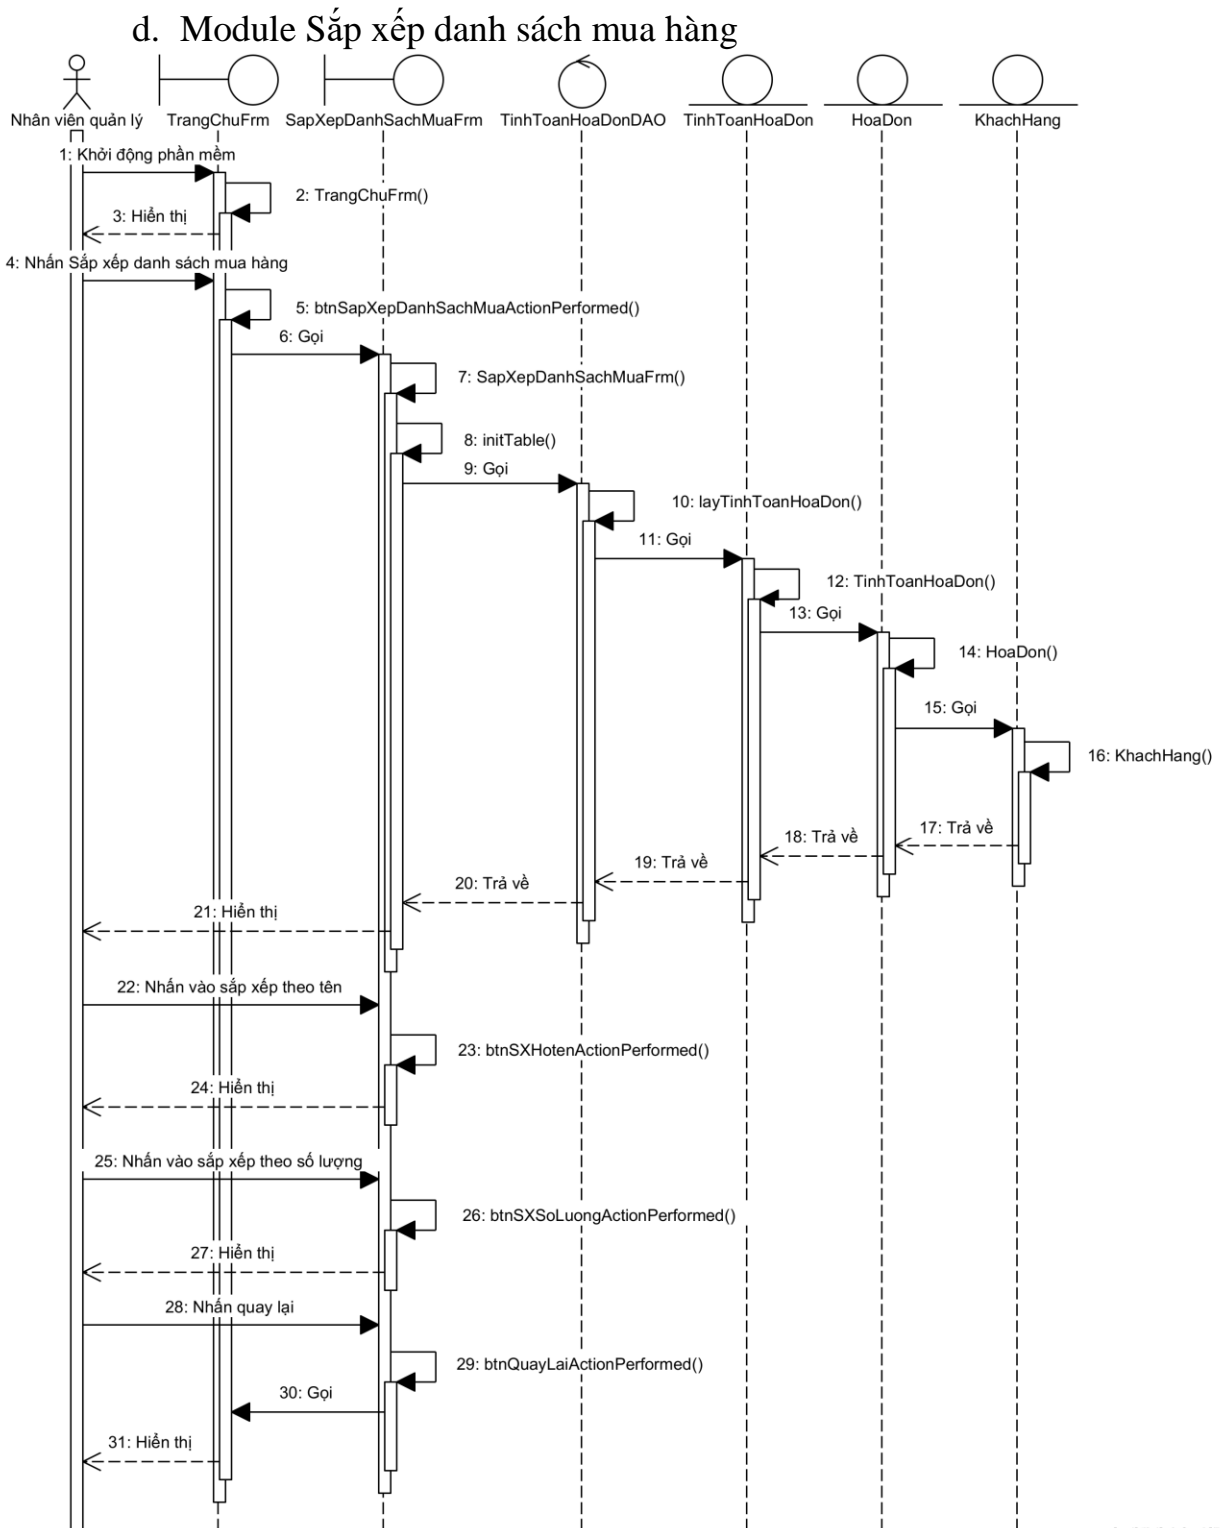 d. Module Sắp xếp danh sách mua hàng
Nhân viên quản lý
TrangChuFrm
SapXepDanhSachMuaFrm
TinhToanHoaDonDAO
TinhToanHoaDon
HoaDon
KhachHang
1: Khởi động phần mềm
2: TrangChuFrm()
3: Hiển thị
4: Nhấn Sắp xếp danh sách mua hàng
5: btnSapXepDanhSachMuaActionPerformed()
6: Gọi
7: SapXepDanhSachMuaFrm()
8: initTable()
9: Gọi
10: layTinhToanHoaDon()
11: Gọi
12: TinhToanHoaDon()
13: Gọi
14: HoaDon()
15: Gọi
16: KhachHang()
17: Trả về
18: Trả về
19: Trả về
20: Trả về
21: Hiển thị
22: Nhấn vào sắp xếp theo tên
23: btnSXHotenActionPerformed()
24: Hiển thị
25: Nhấn vào sắp xếp theo số lượng
26: btnSXSoLuongActionPerformed()
27: Hiển thị
28: Nhấn quay lại
29: btnQuayLaiActionPerformed()
30: Gọi
31: Hiển thị